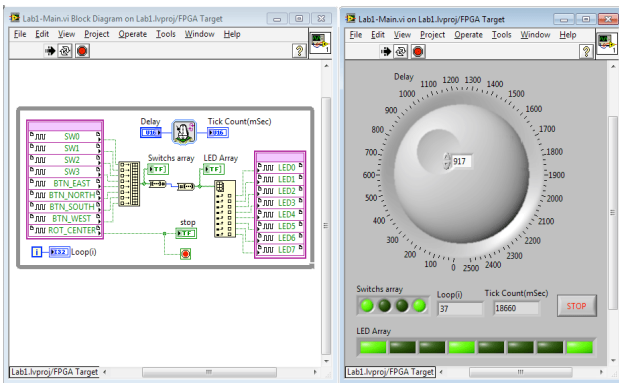 Lab1-Main.vi Block Diagram on Lab1.lvproj/FPGA Target
File Edit View Project Operate Tools Window Help
?
1
Delay
U16
Tick Count(mSec)
U16
SW0
SW1
SW2
SW3
BTN_EAST
BTN_NORTH
BTN_SOUTH
BTN_WEST
ROT_CENTER
Switchs array
TF
LED Array
TF
LED0
LED1
LED2
LED3
LED4
LED5
LED6
LED7
stop
TF
i
I32
Loop(i)
Lab1.lvproj/FPGA Target
Lab1-Main.vi on Lab1.lvproj/FPGA Target
File Edit View Project Operate Tools Window Help
?
1
Delay
0
100
200
300
400
500
600
700
800
900
1000
1100
1200
1300
1400
1500
1600
1700
1800
1900
2000
2100
2200
2300
2400
2500
917
Switchs array
Loop(i)
37
Tick Count(mSec)
18660
STOP
LED Array
Lab1.lvproj/FPGA Target